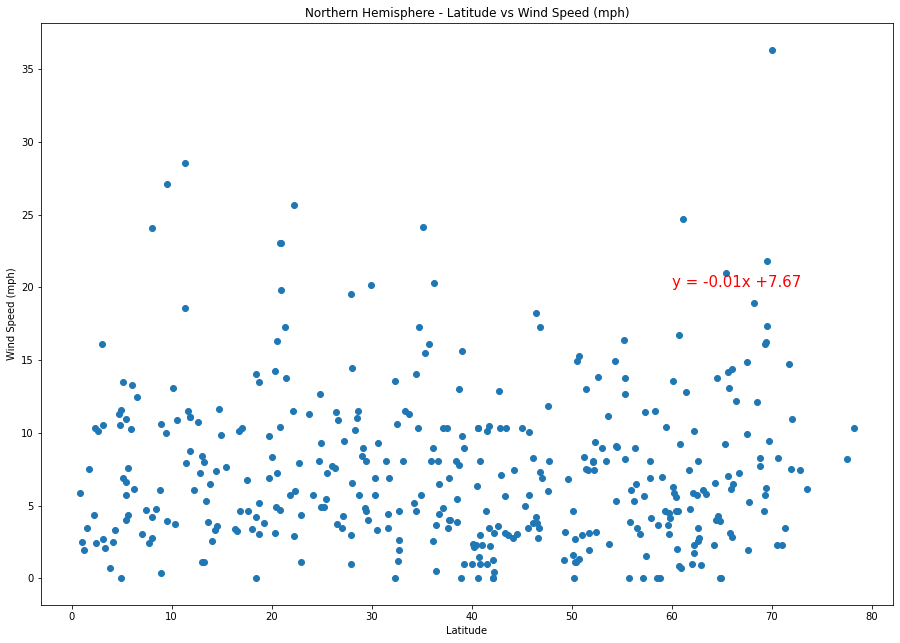 Northern Hemisphere - Latitude vs Wind Speed (mph)
35
30
25
20
15
10
5
0
Wind Speed (mph)
y = -0.01x +7.67
0 10 20 30 40 50 60 70 80
Latitude